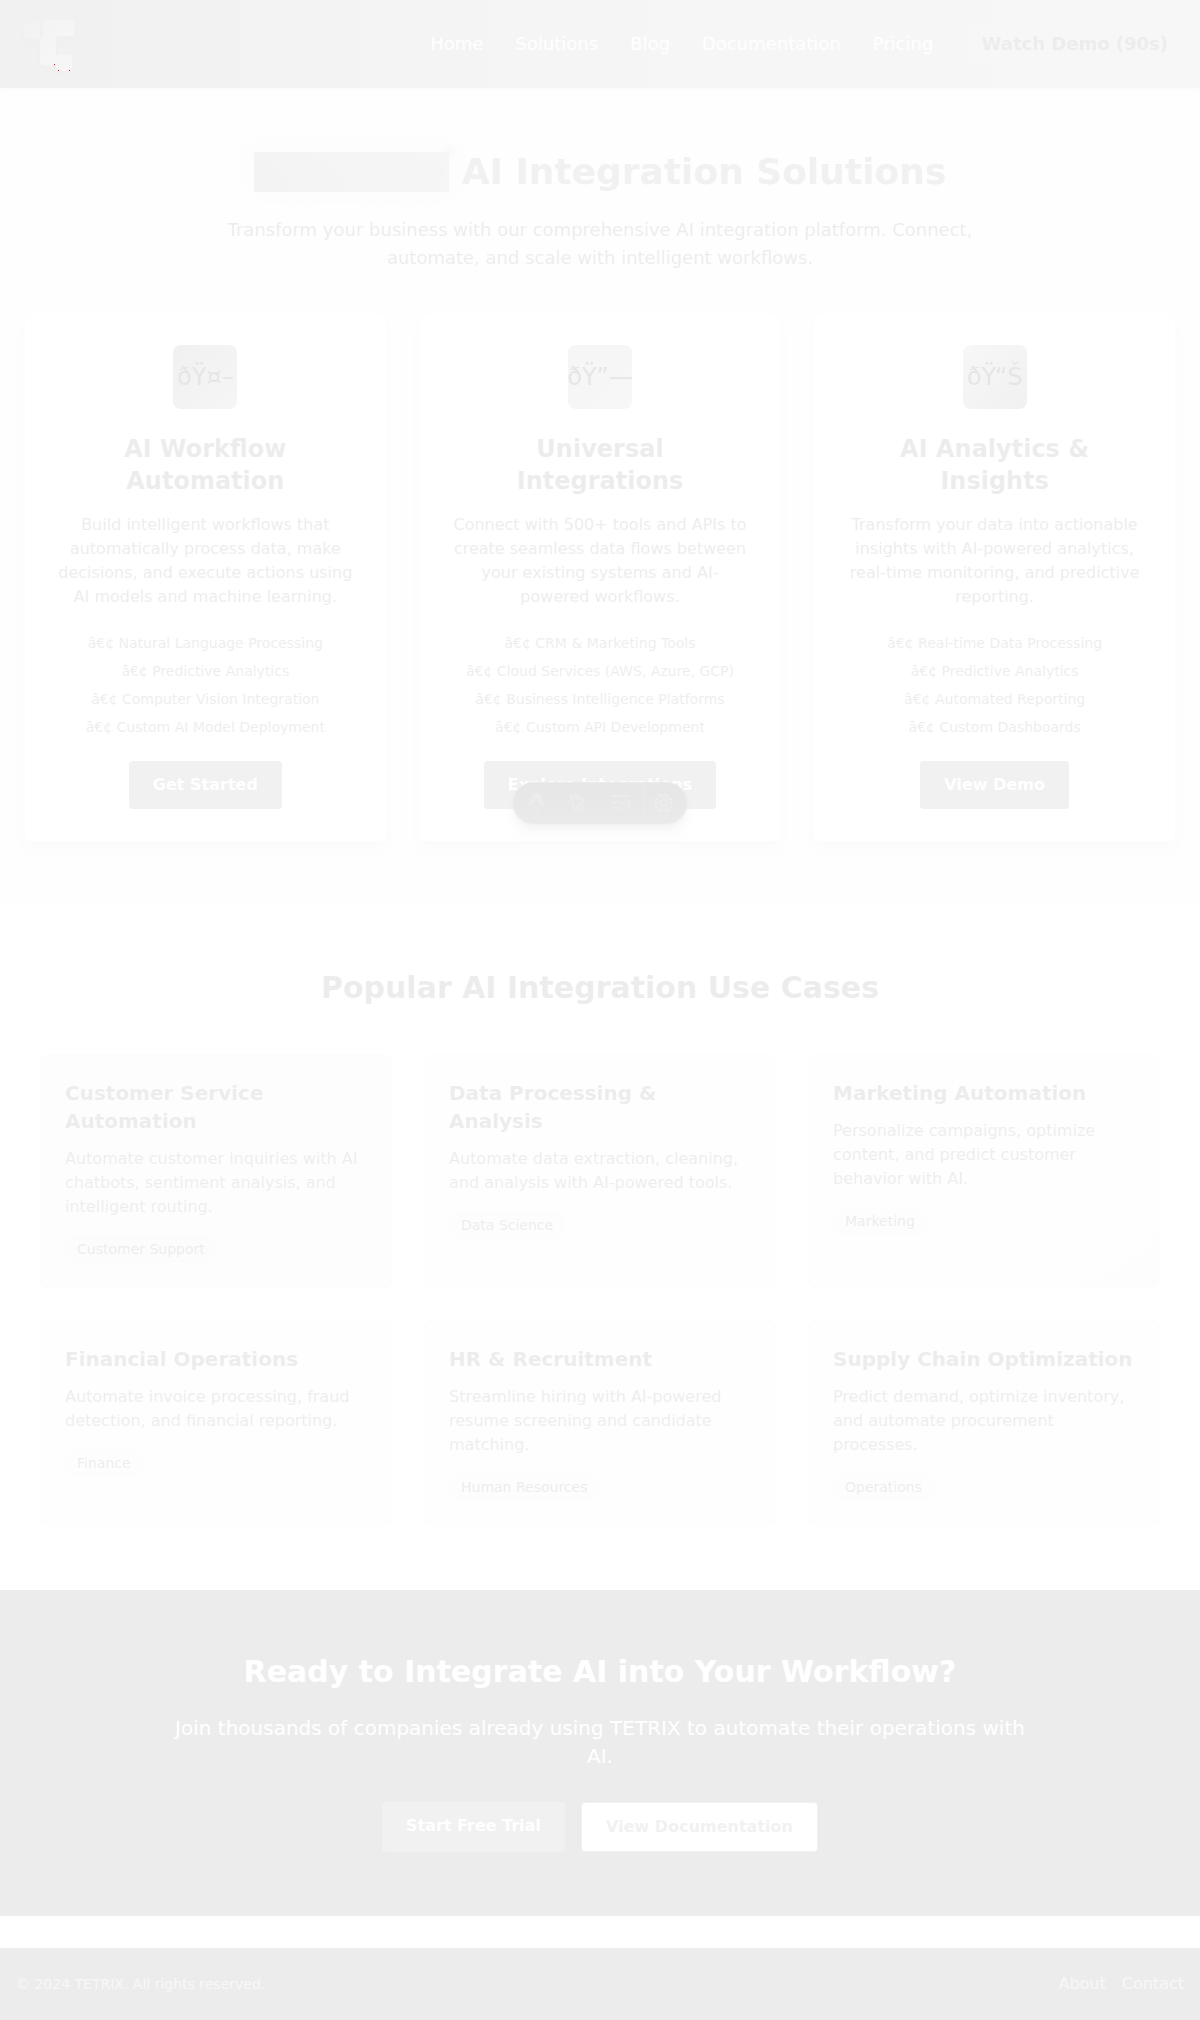 Home Solutions Blog Documentation Pricing Watch Demo (90s)
AI Integration Solutions
Transform your business with our comprehensive AI integration platform. Connect,
automate, and scale with intelligent workflows.
ðŸ¤–
AI Workflow
Automation
Build intelligent workflows that
automatically process data, make
decisions, and execute actions using
AI models and machine learning.
â€¢ Natural Language Processing
â€¢ Predictive Analytics
â€¢ Computer Vision Integration
â€¢ Custom AI Model Deployment
Get Started
ðŸ”—
Universal
Integrations
Connect with 500+ tools and APIs to
create seamless data flows between
your existing systems and AI-
powered workflows.
â€¢ CRM & Marketing Tools
â€¢ Cloud Services (AWS, Azure, GCP)
â€¢ Business Intelligence Platforms
â€¢ Custom API Development
Explore Integrations
ðŸ“Š
AI Analytics &
Insights
Transform your data into actionable
insights with AI-powered analytics,
real-time monitoring, and predictive
reporting.
â€¢ Real-time Data Processing
â€¢ Predictive Analytics
â€¢ Automated Reporting
â€¢ Custom Dashboards
View Demo
Popular AI Integration Use Cases
Customer Service
Automation
Automate customer inquiries with AI
chatbots, sentiment analysis, and
intelligent routing.
Customer Support
Data Processing &
Analysis
Automate data extraction, cleaning,
and analysis with AI-powered tools.
Data Science
Marketing Automation
Personalize campaigns, optimize
content, and predict customer
behavior with AI.
Marketing
Financial Operations
Automate invoice processing, fraud
detection, and financial reporting.
Finance
HR & Recruitment
Streamline hiring with AI-powered
resume screening and candidate
matching.
Human Resources
Supply Chain Optimization
Predict demand, optimize inventory,
and automate procurement
processes.
Operations
Ready to Integrate AI into Your Workflow?
Join thousands of companies already using TETRIX to automate their operations with
AI.
Start Free Trial View Documentation
© 2024 TETRIX. All rights reserved. About Contact